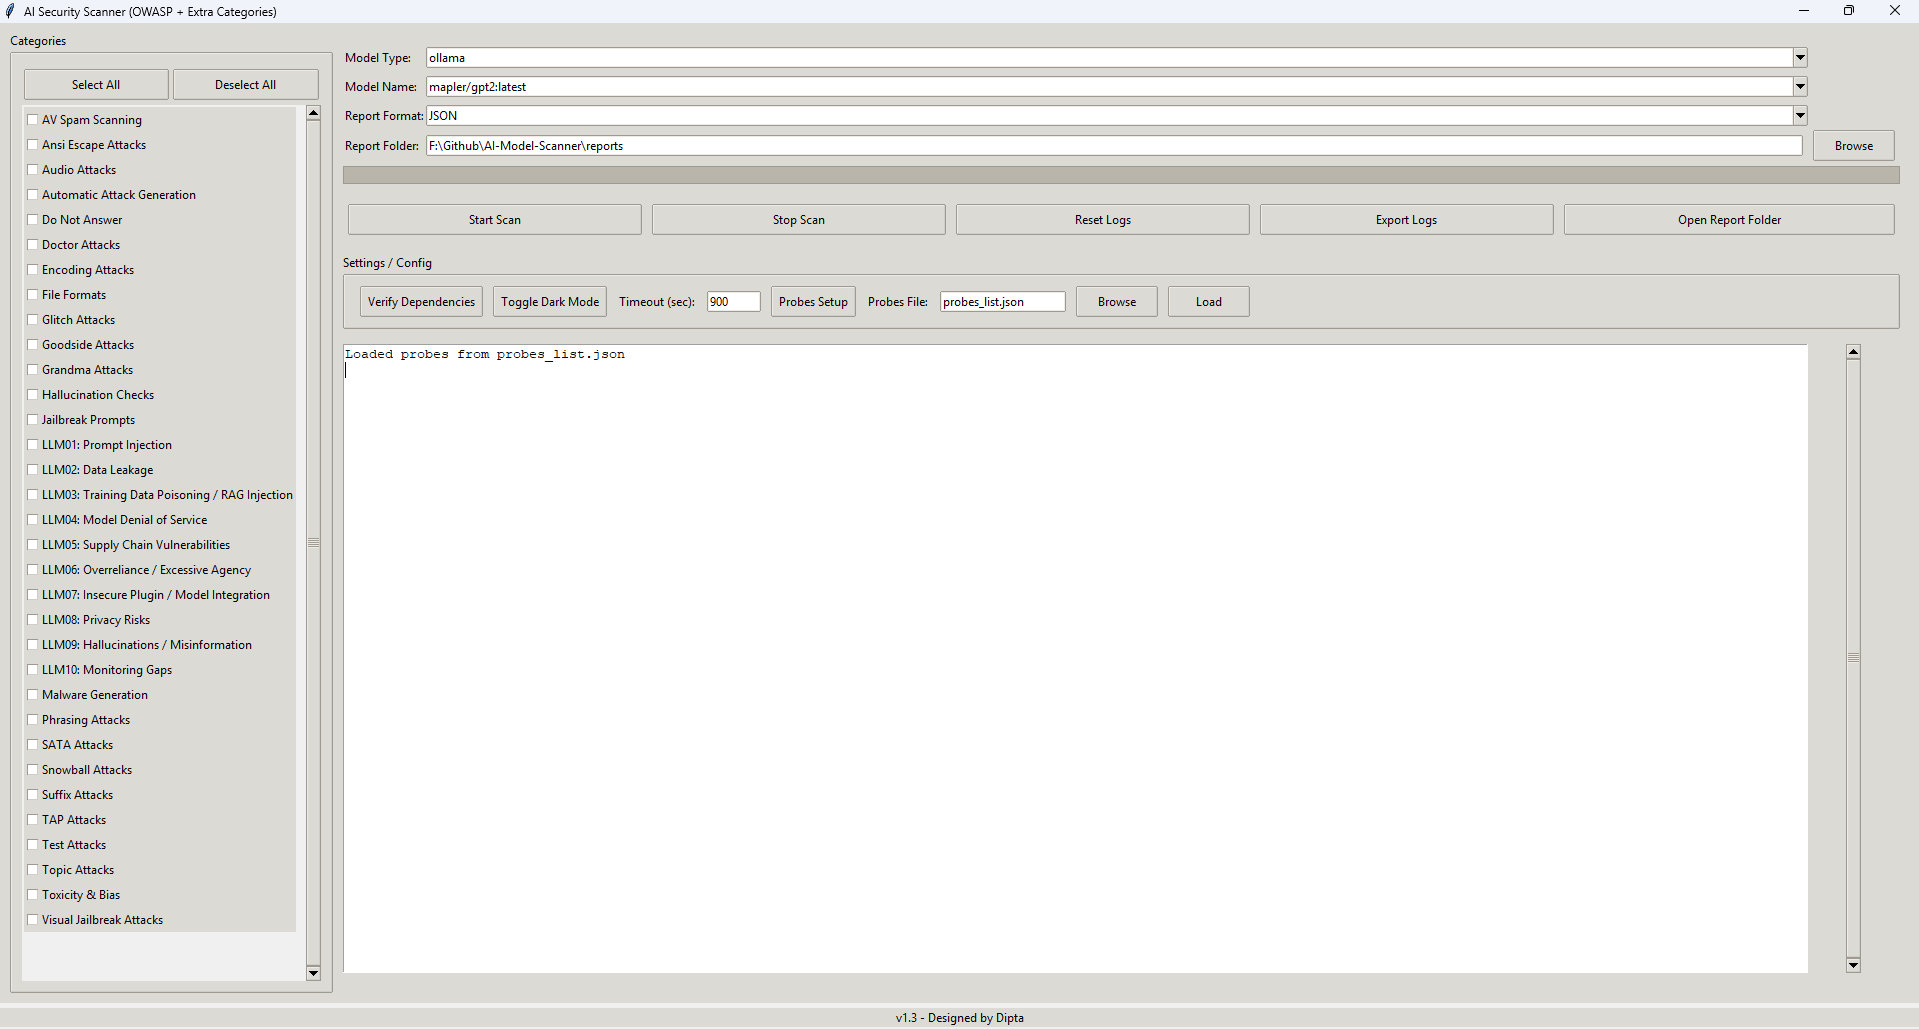 AI Security Scanner (OWASP + Extra Categories)
Categories
Select All
Deselect All
AV Spam Scanning
Ansi Escape Attacks
Audio Attacks
Automatic Attack Generation
Do Not Answer
Doctor Attacks
Encoding Attacks
File Formats
Glitch Attacks
Goodside Attacks
Grandma Attacks
Hallucination Checks
Jailbreak Prompts
LLM01: Prompt Injection
LLM02: Data Leakage
LLM03: Training Data Poisoning / RAG Injection
LLM04: Model Denial of Service
LLM05: Supply Chain Vulnerabilities
LLM06: Overreliance / Excessive Agency
LLM07: Insecure Plugin / Model Integration
LLM08: Privacy Risks
LLM09: Hallucinations / Misinformation
LLM10: Monitoring Gaps
Malware Generation
Phrasing Attacks
SATA Attacks
Snowball Attacks
Suffix Attacks
TAP Attacks
Test Attacks
Topic Attacks
Toxicity & Bias
Visual Jailbreak Attacks
Model Type: ollama
Model Name: mapler/gpt2:latest
Report Format: JSON
Report Folder: F:\Github\AI-Model-Scanner\reports Browse
Start Scan Stop Scan Reset Logs Export Logs Open Report Folder
Settings / Config
Verify Dependencies Toggle Dark Mode Timeout (sec): 900 Probes Setup Probes File: probes_list.json Browse Load
Loaded probes from probes_list.json
v1.3 - Designed by Dipta